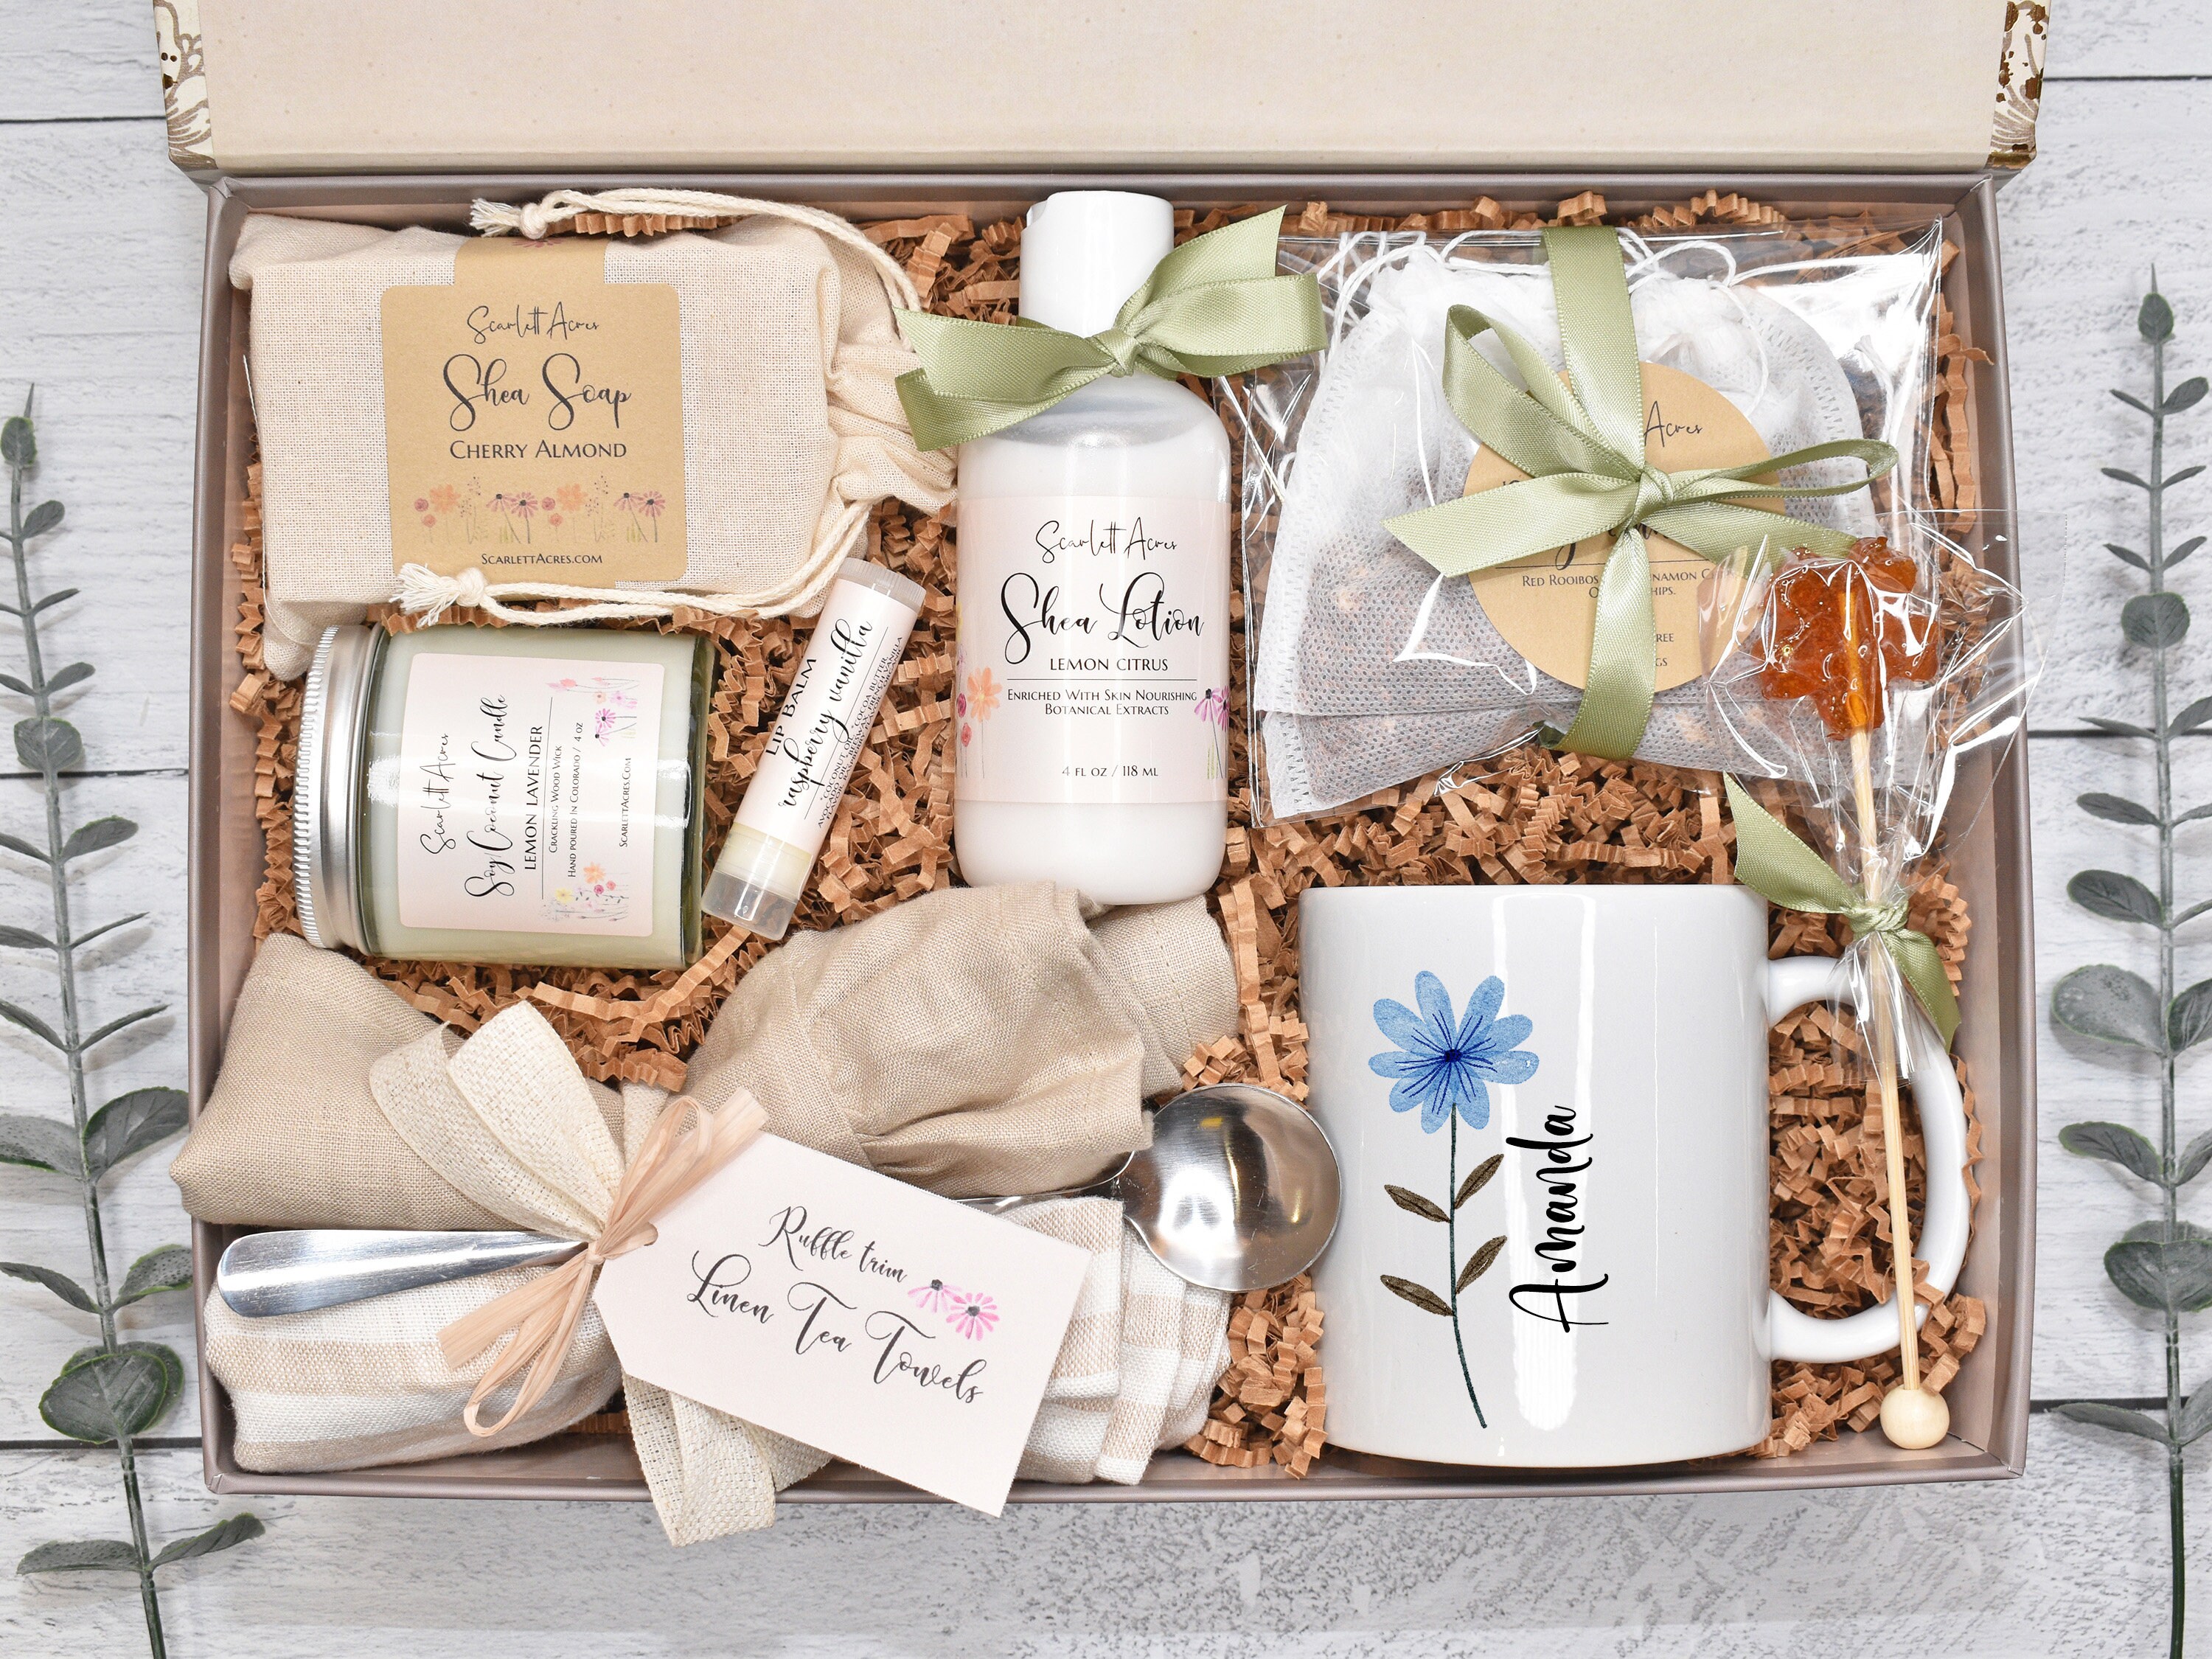 Scarlett Acres
Shea Soap
Cherry Almond
ScarlettAcres.com
Scarlett Acres
Shea Lotion
Lemon Citrus
Enriched With Skin Nourishing
Botanical Extracts
4 fl oz / 118 ml
Acres
Red Rooibos
Scarlett Acres
Soy Coconut Candle
Lemon Lavender
Crackling Wood Wick
Hand poured in Colorado / 4 oz
ScarlettAcres.com
Lip Balm
raspberry vanilla
Amanda
Ruffle trim
Linen Tea Towels